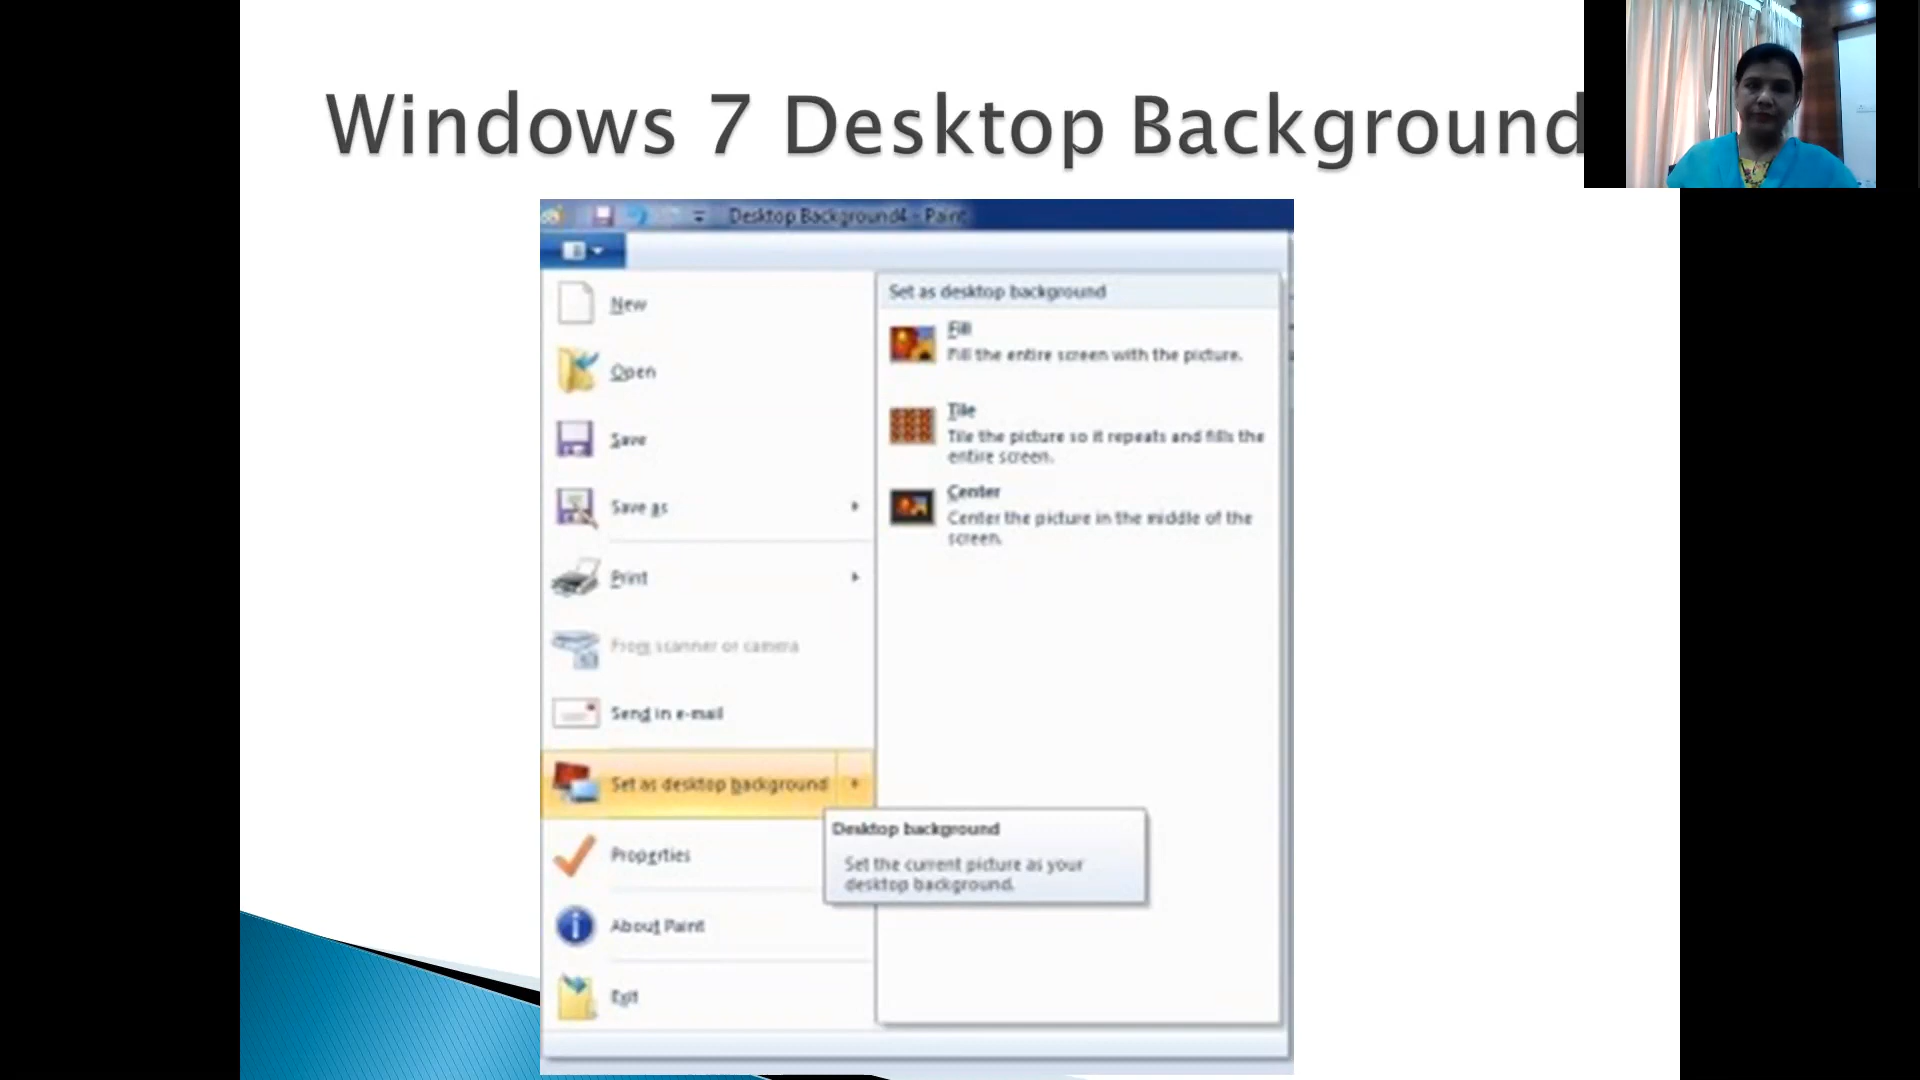 Windows 7 Desktop Background
Desktop Background4 - Paint
New
Open
Save
Save as
Print
From scanner or camera
Send in e-mail
Set as desktop background
Properties
About Paint
Exit
Set as desktop background
Fill
Fill the entire screen with the picture.
Tile
Tile the picture so it repeats and fills the
entire screen.
Center
Center the picture in the middle of the
screen.
Desktop background
Set the current picture as your
desktop background.